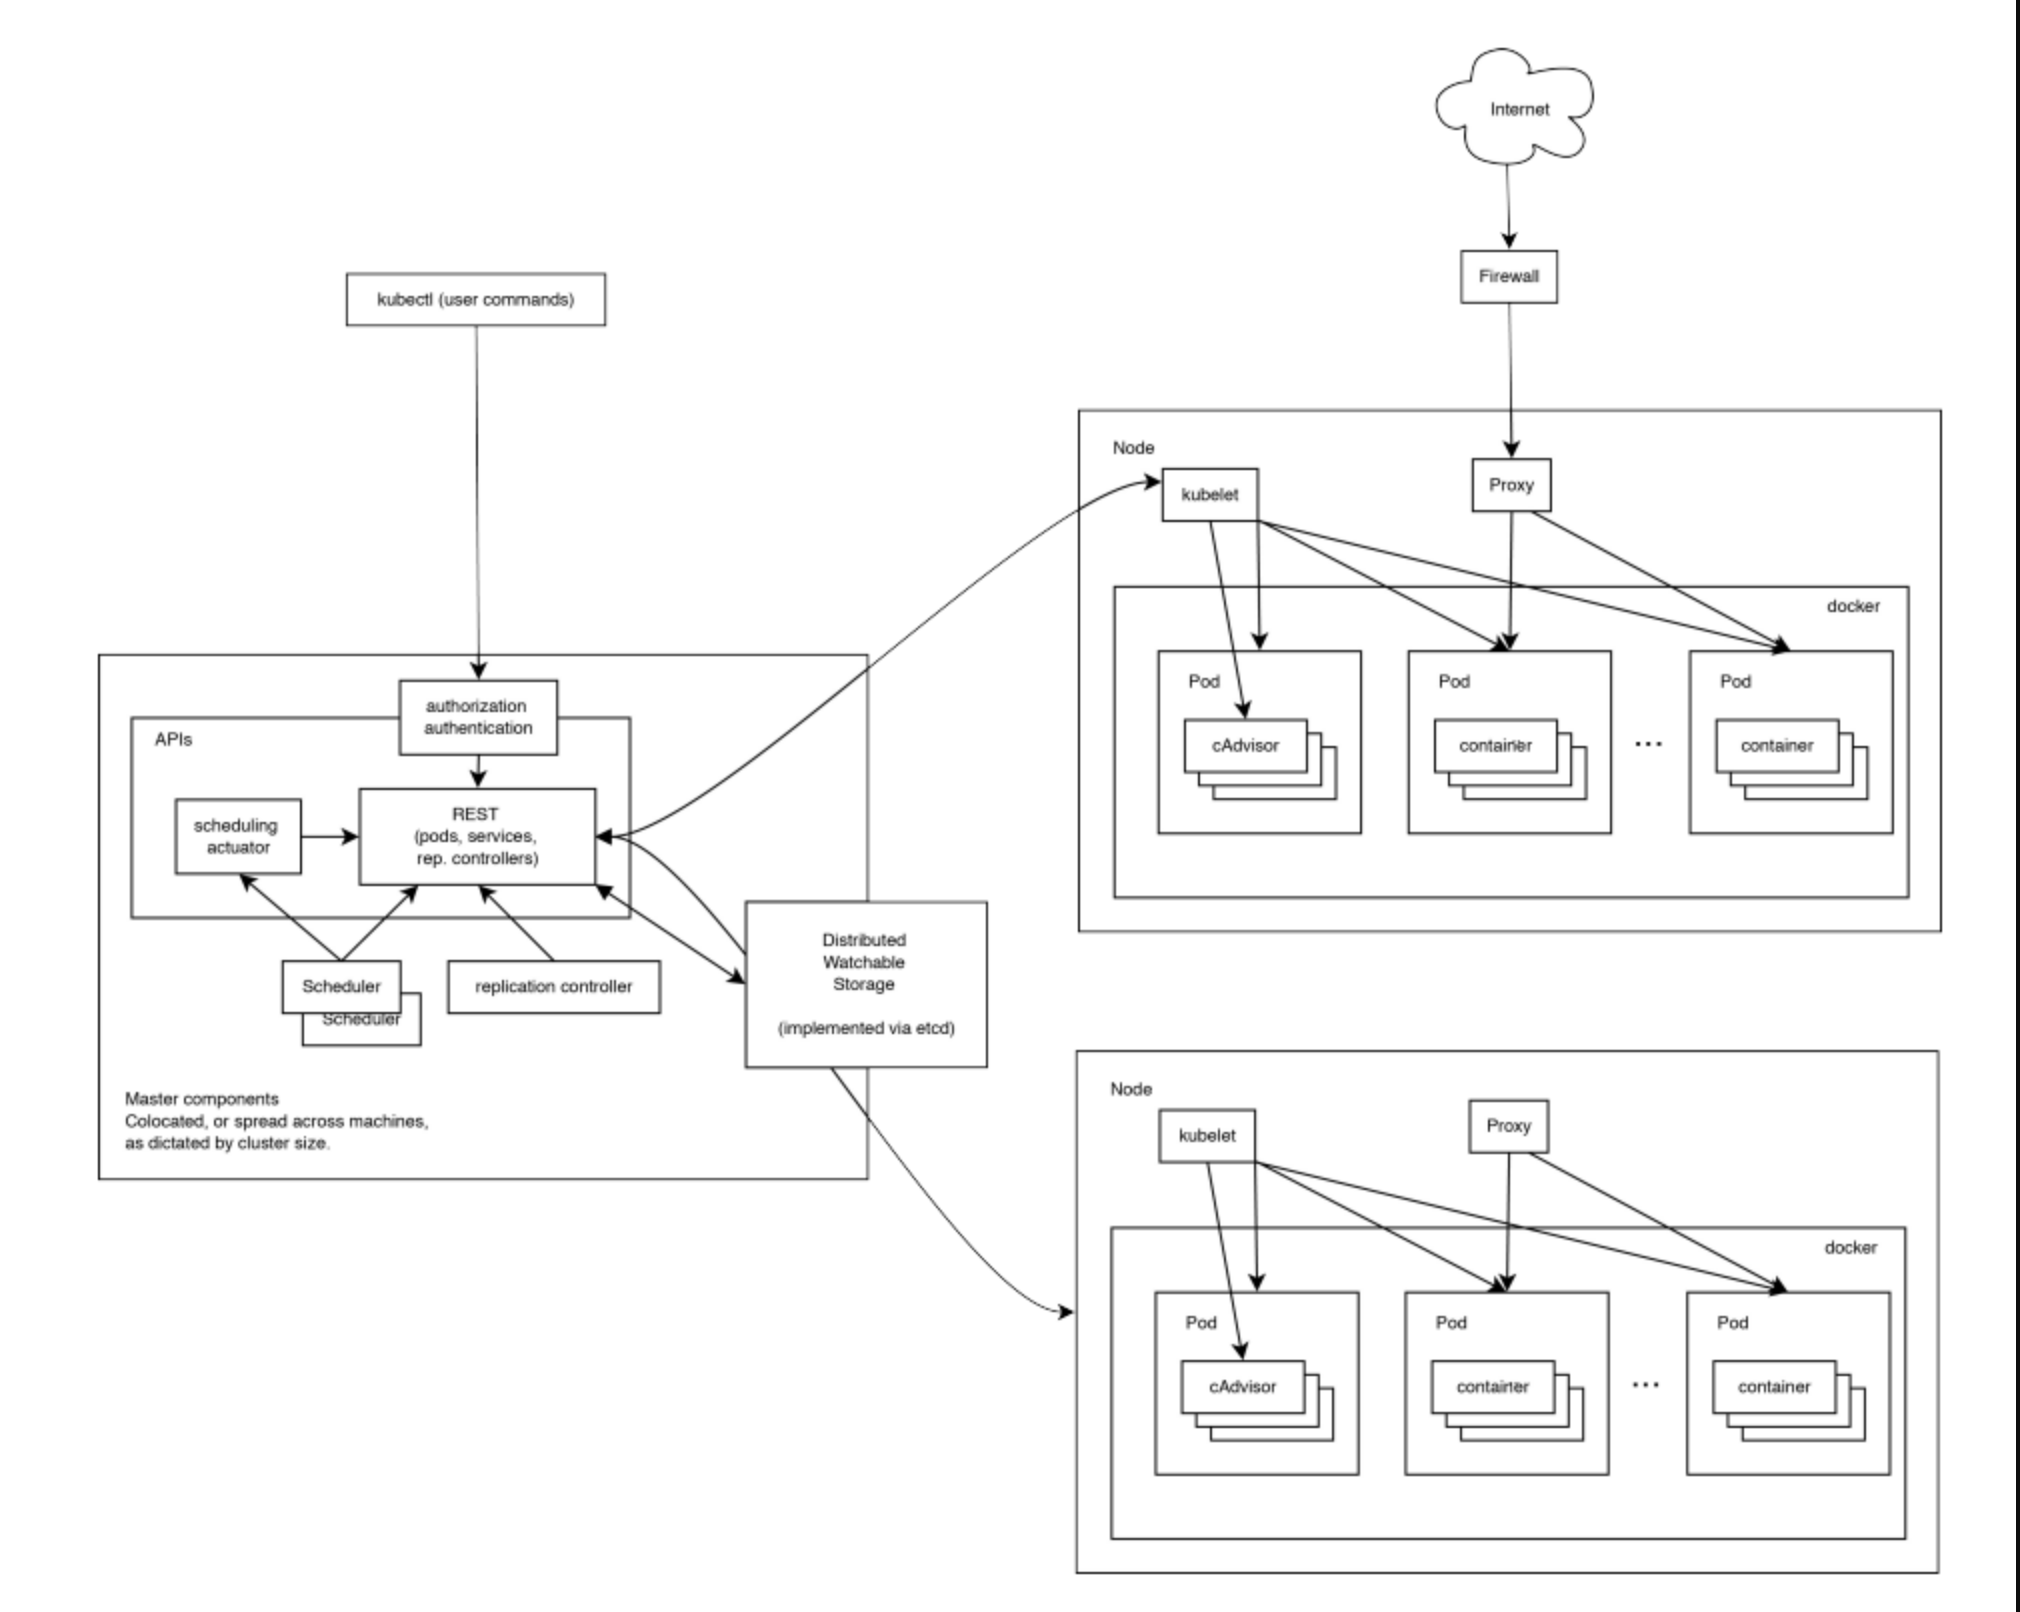 Internet
Firewall
kubectl (user commands)
authorization
authentication
APIs
scheduling
actuator
REST
(pods, services,
rep. controllers)
Scheduler
Scheduler
replication controller
Distributed
Watchable
Storage
(implemented via etcd)
Master components
Colocated, or spread across machines,
as dictated by cluster size.
Node
kubelet
Proxy
docker
Pod
cAdvisor
Pod
container
...
Pod
container
Node
kubelet
Proxy
docker
Pod
cAdvisor
Pod
container
...
Pod
container